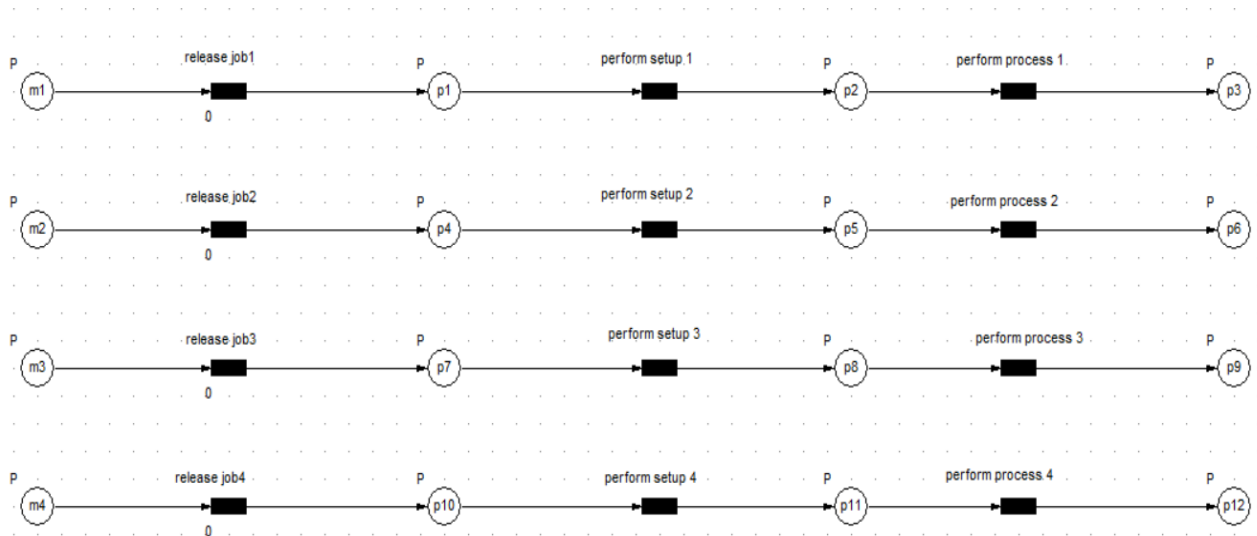 release job1 perform setup 1 perform process 1
P P P P
m1 p1 p2 p3
0
release job2 perform setup 2 perform process 2
P P P P
m2 p4 p5 p6
0
release job3 perform setup 3 perform process 3
P P P P
m3 p7 p8 p9
0
release job4 perform setup 4 perform process 4
P P P P
m4 p10 p11 p12
0